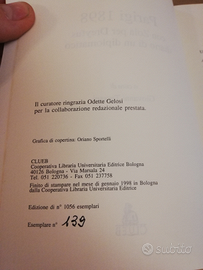 Il curatore ringrazia Odette Gelosi
per la collaborazione redazionale prestata.
Grafica di copertina: Oriano Sportelli
CLUEB
Cooperativa Libraria Universitaria Editrice Bologna
40126 Bologna - Via Marsala 24
Tel. 051 220736 - Fax 051 237758
Finito di stampare nel mese di gennaio 1998 in Bologna
dalla Cooperativa Libraria Universitaria Editrice
Edizione di n° 1056 esemplari
Esemplare n° 139
subito